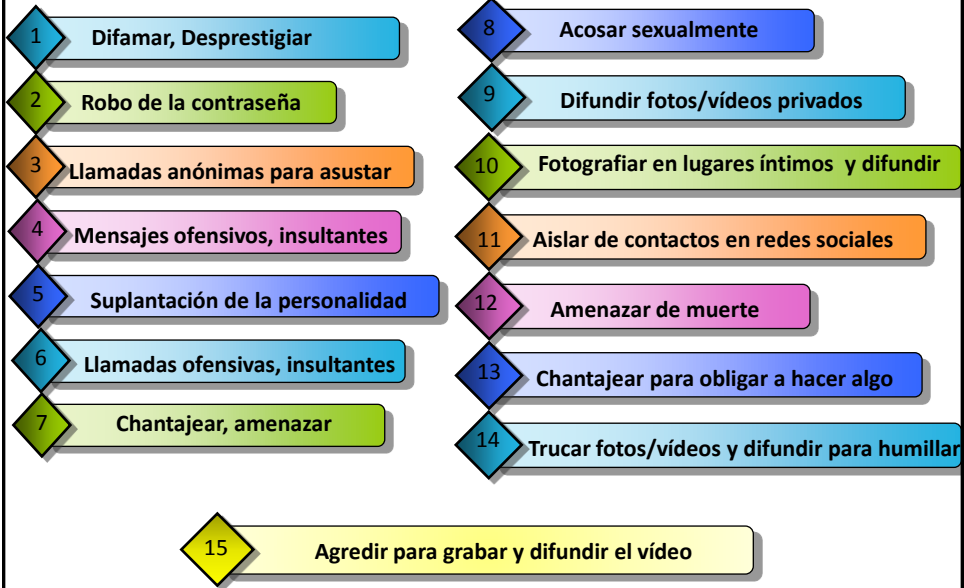 1 Difamar, Desprestigiar
2 Robo de la contraseña
3 Llamadas anónimas para asustar
4 Mensajes ofensivos, insultantes
5 Suplantación de la personalidad
6 Llamadas ofensivas, insultantes
7 Chantajear, amenazar
8 Acosar sexualmente
9 Difundir fotos/vídeos privados
10 Fotografiar en lugares íntimos y difundir
11 Aislar de contactos en redes sociales
12 Amenazar de muerte
13 Chantajear para obligar a hacer algo
14 Trucar fotos/vídeos y difundir para humillar
15 Agredir para grabar y difundir el vídeo